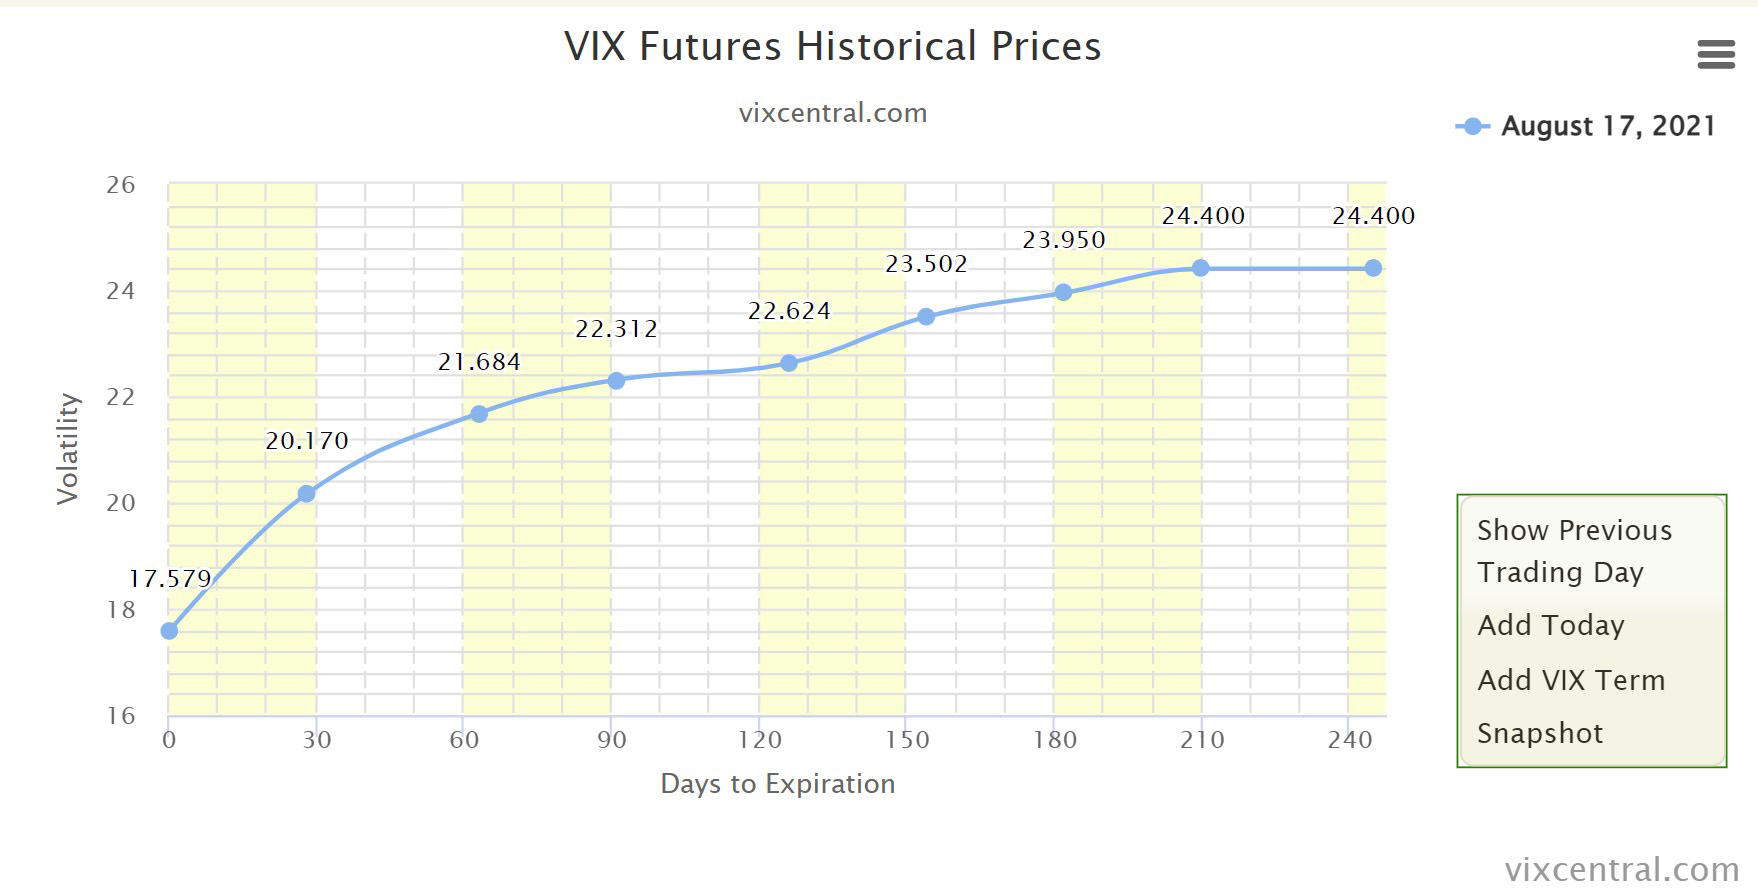 VIX Futures Historical Prices
vixcentral.com
August 17, 2021
26
24
22
20
18
16
Volatility
17.579
20.170
21.684
22.312
22.624
23.502
23.950
24.400
24.400
0 30 60 90 120 150 180 210 240
Days to Expiration
Show Previous
Trading Day
Add Today
Add VIX Term
Snapshot
vixcentral.com